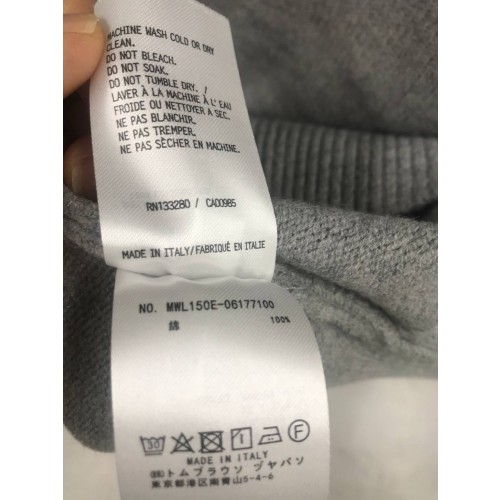 MACHINE WASH COLD OR DRY
CLEAN.
DO NOT BLEACH.
DO NOT SOAK.
DO NOT TUMBLE DRY. /
LAVER À LA MACHINE À L'EAU
FROIDE OU NETTOYER A SEC.
NE PAS BLANCHIR.
NE PAS TREMPER.
NE PAS SÈCHER EN MACHINE.
RN133280 / CA00985
MADE IN ITALY/FABRIQUÉ EN ITALIE
NO. MWL150E-06177100
綿 100%
30 1 F
MADE IN ITALY
㈱トムブラウン ヅャパン
東京都港区南青山5-4-6